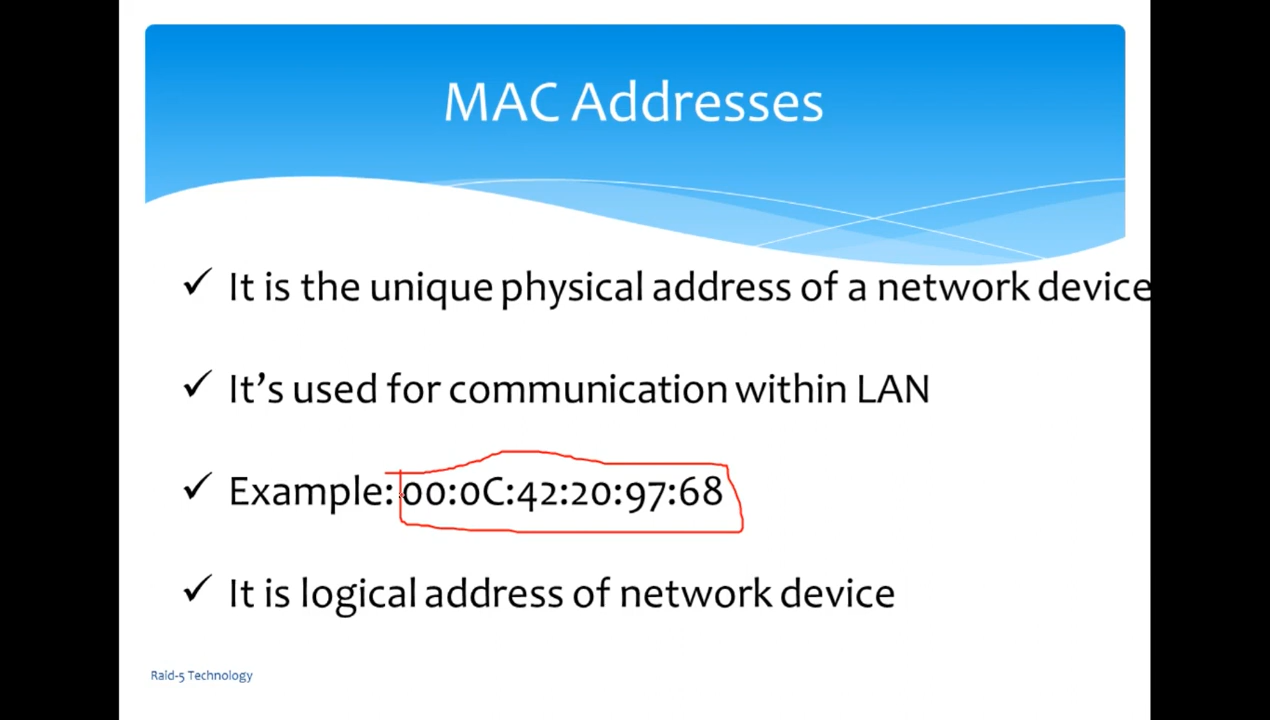 MAC Addresses
✓ It is the unique physical address of a network device
✓ It’s used for communication within LAN
✓ Example: 00:0C:42:20:97:68
✓ It is logical address of network device
Raid-5 Technology